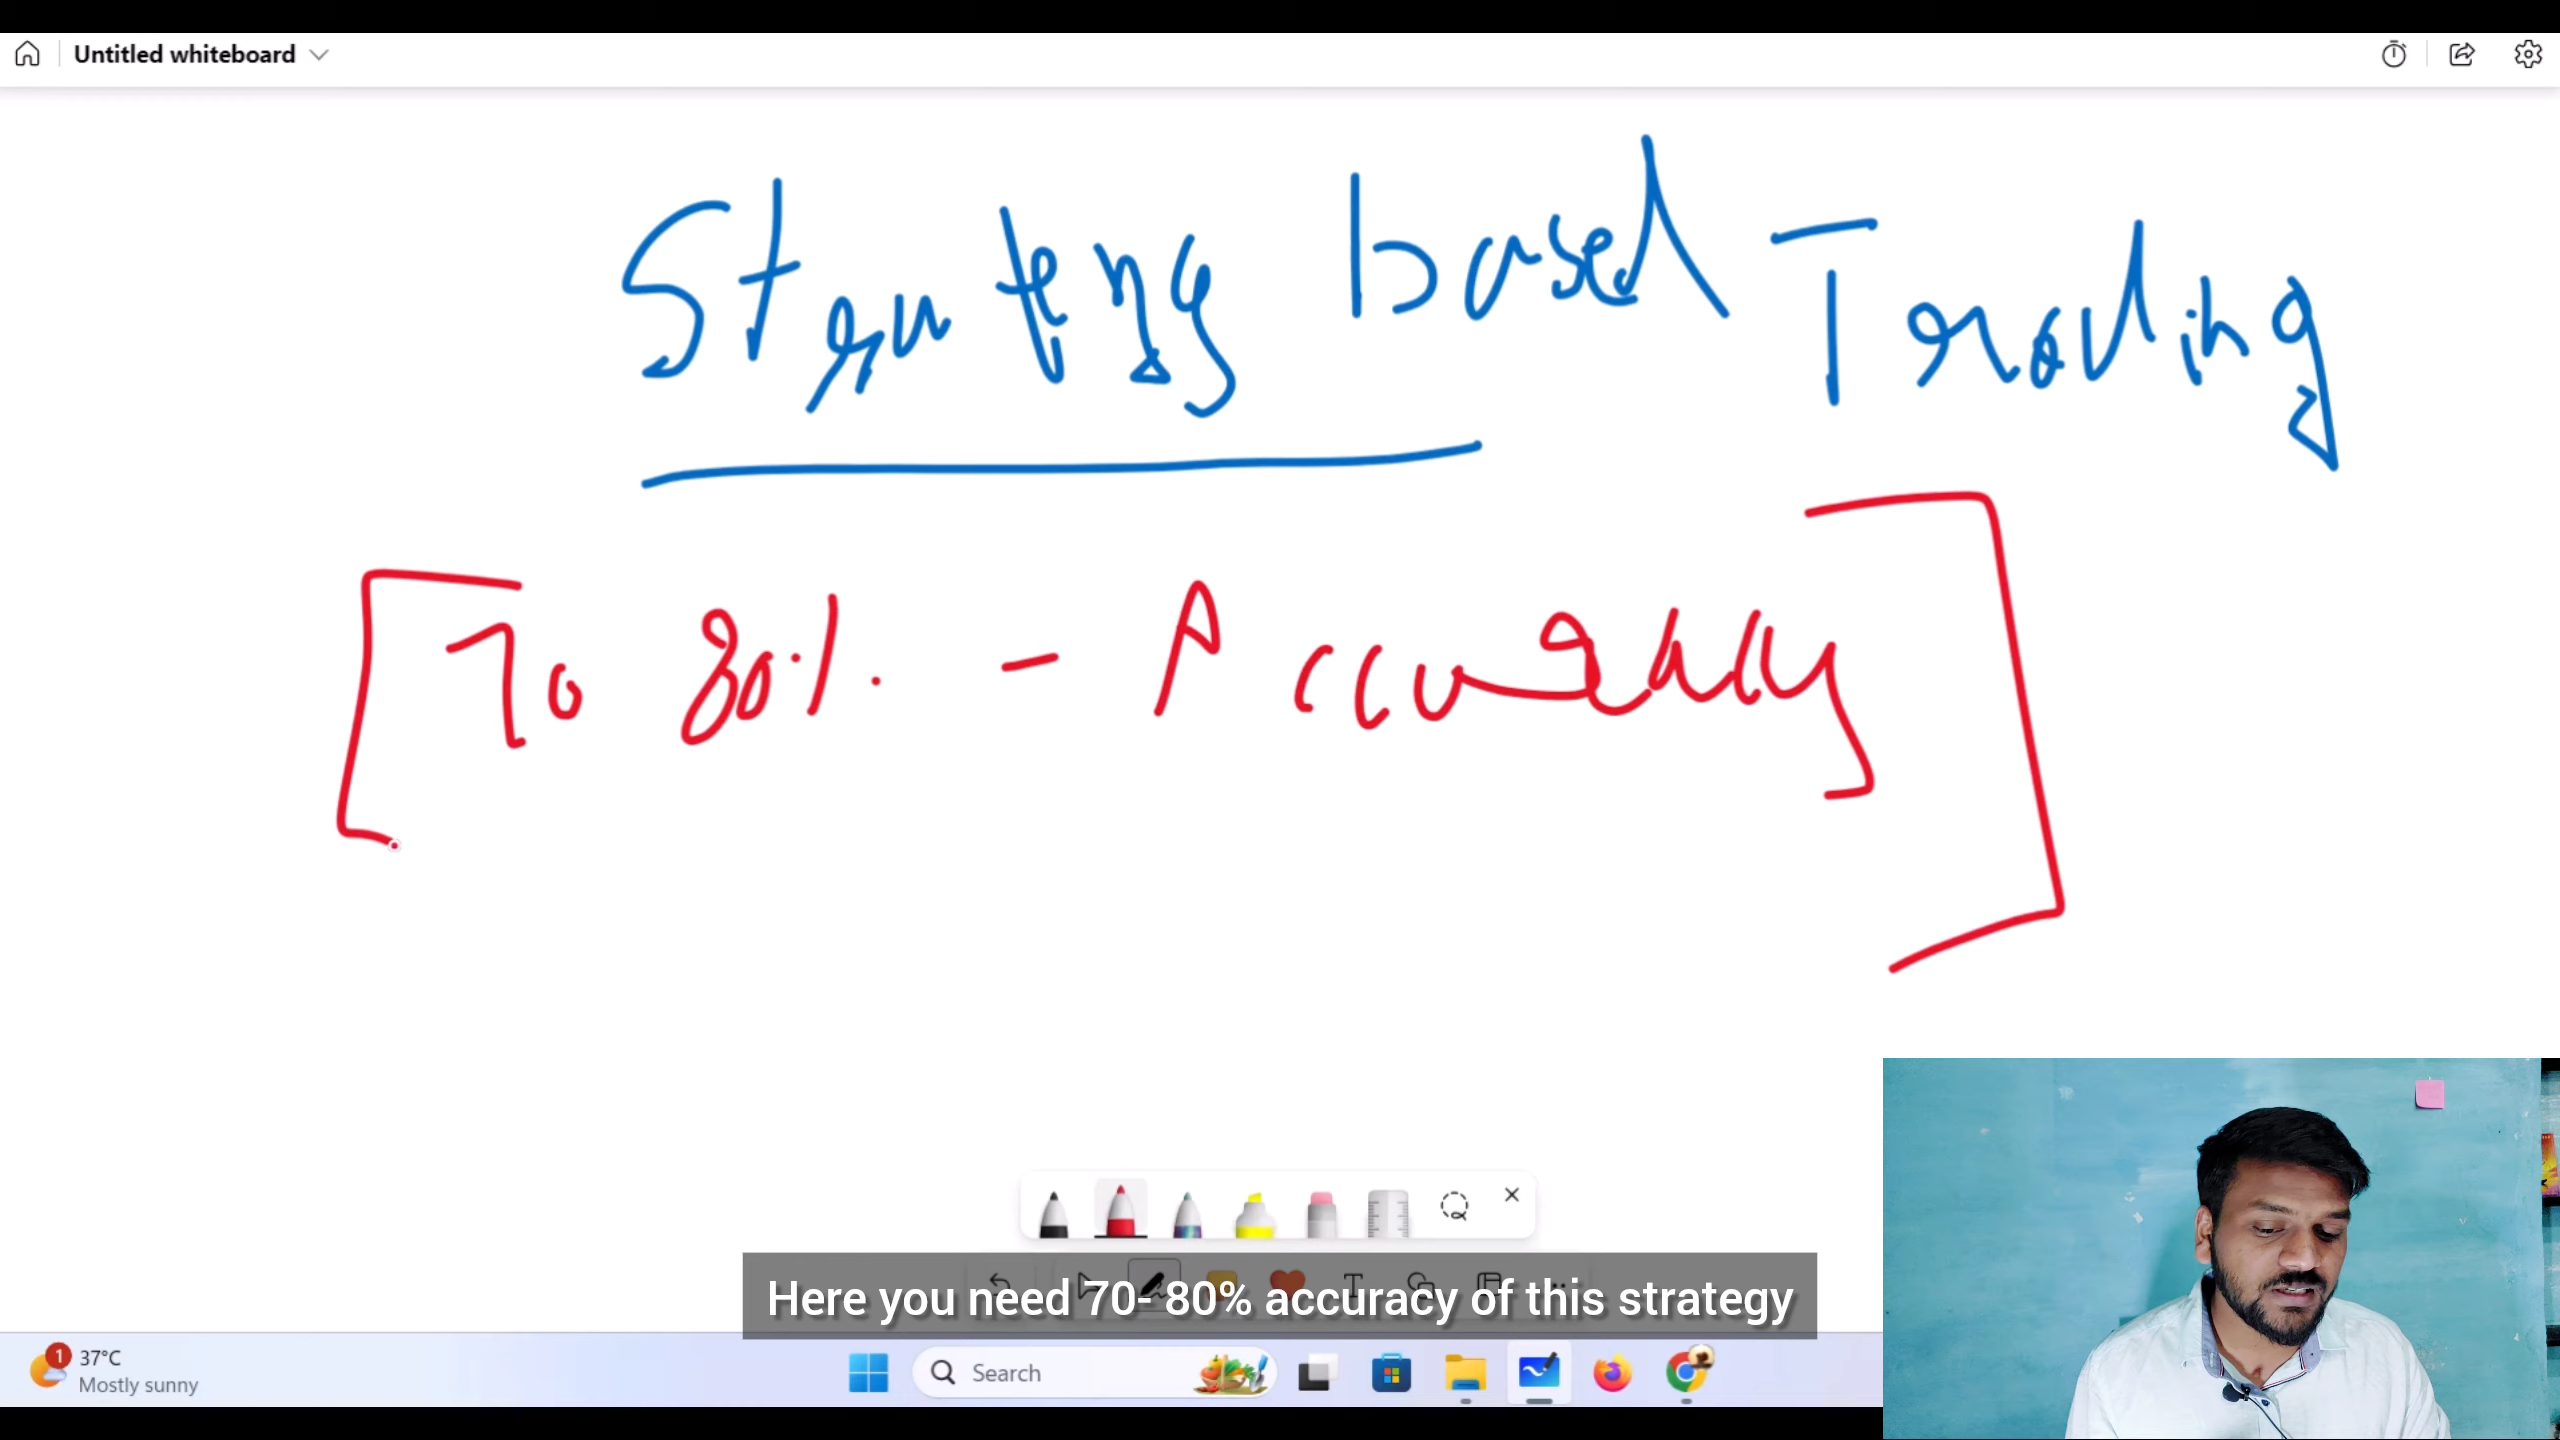 Untitled whiteboard
Strategy based Trading
70 80% - Accuracy
Here you need 70- 80% accuracy of this strategy
1
37°C
Mostly sunny
Search